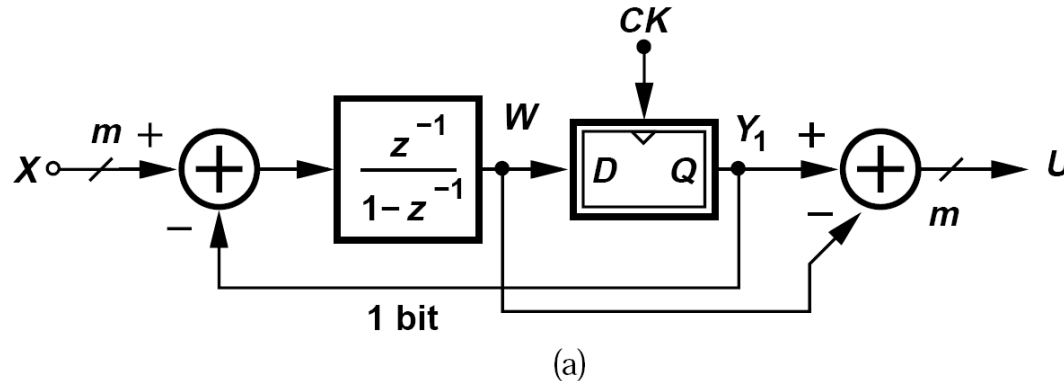 CK
m + z⁻¹ W Y₁ +
X + D Q + U
1 − z⁻¹
− − m
1 bit
(a)